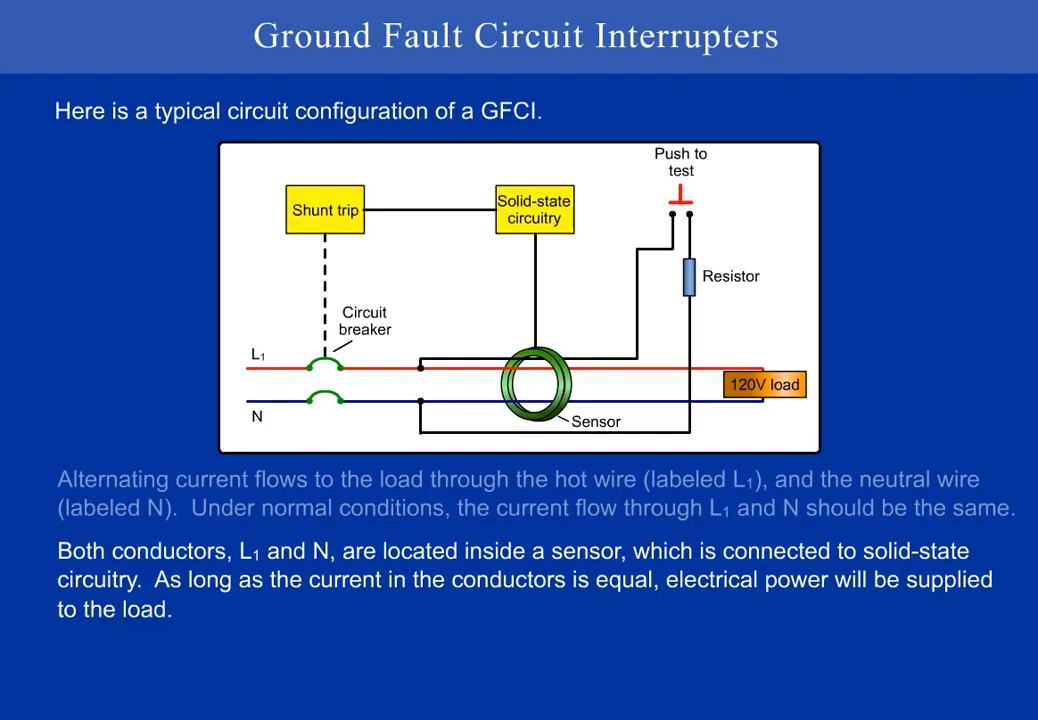 Ground Fault Circuit Interrupters
Here is a typical circuit configuration of a GFCI.
Push to
test
Shunt trip
Solid-state
circuitry
Resistor
Circuit
breaker
L₁
120V load
N
Sensor
Alternating current flows to the load through the hot wire (labeled L₁), and the neutral wire
(labeled N).  Under normal conditions, the current flow through L₁ and N should be the same.
Both conductors, L₁ and N, are located inside a sensor, which is connected to solid-state
circuitry.  As long as the current in the conductors is equal, electrical power will be supplied
to the load.